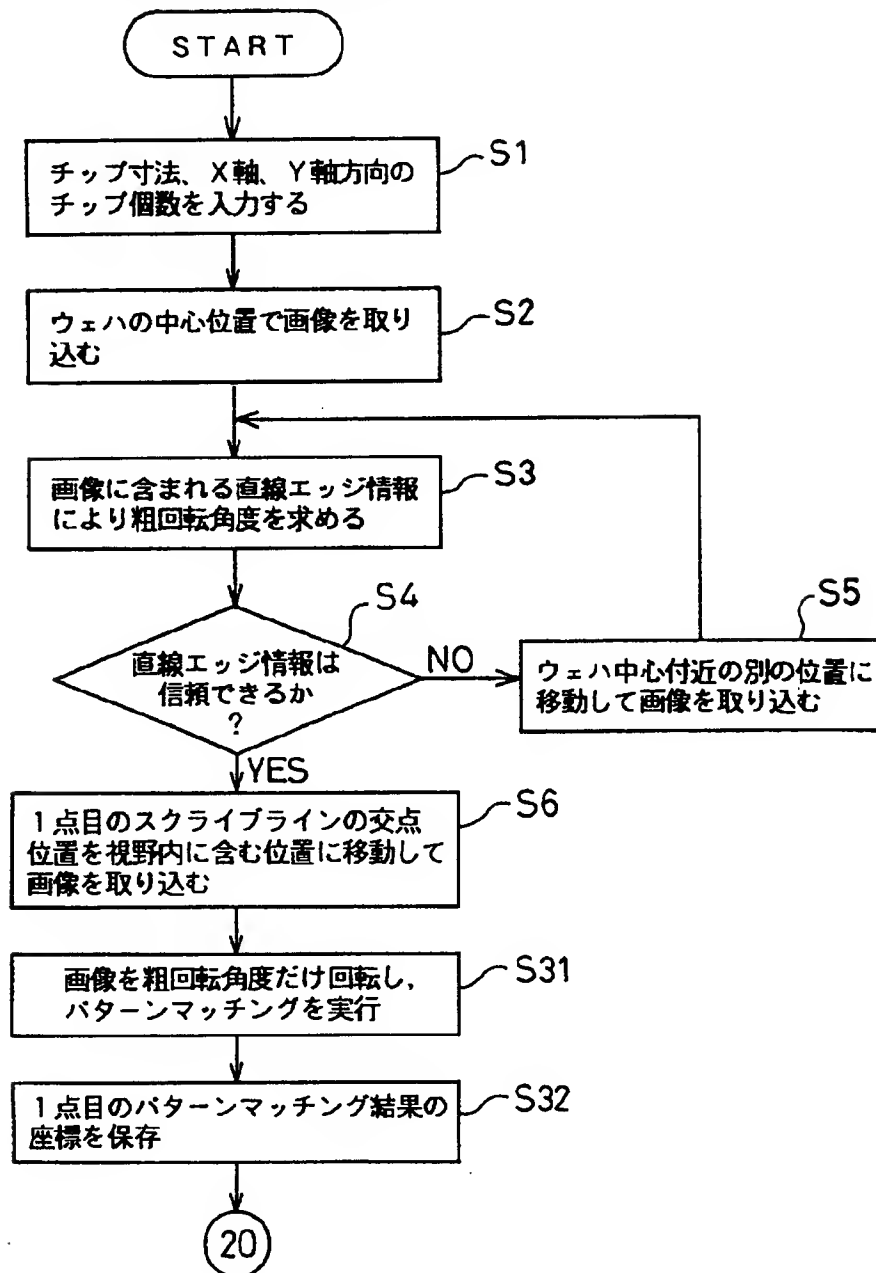 START
S1
チップ寸法、X軸、Y軸方向の
チップ個数を入力する
S2
ウェハの中心位置で画像を取り
込む
S3
画像に含まれる直線エッジ情報
により粗回転角度を求める
S4
直線エッジ情報は
信頼できるか
?
NO
S5
ウェハ中心付近の別の位置に
移動して画像を取り込む
YES
S6
1点目のスクライブラインの交点
位置を視野内に含む位置に移動して
画像を取り込む
S31
画像を粗回転角度だけ回転し,
パターンマッチングを実行
S32
1点目のパターンマッチング結果の
座標を保存
20